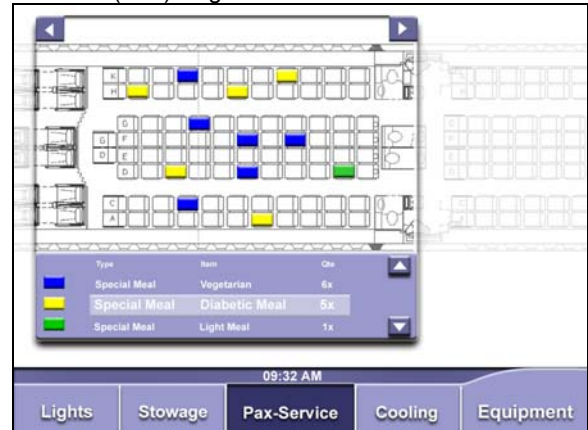 K
H
G
F
E
D
G
D
C
A
Type Item Qte
Special Meal Vegetarian 6x
Special Meal Diabetic Meal 5x
Special Meal Light Meal 1x
09:32 AM
Lights Stowage Pax-Service Cooling Equipment